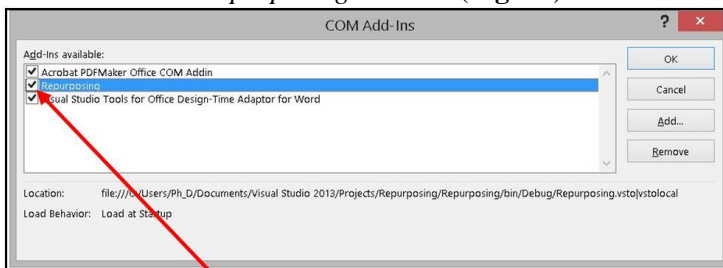 COM Add-Ins
? ×
Add-Ins available:
Acrobat PDFMaker Office COM Addin
Repurposing
Visual Studio Tools for Office Design-Time Adaptor for Word
OK
Cancel
Add...
Remove
Location: file:///C:/Users/Ph_D/Documents/Visual Studio 2013/Projects/Repurposing/Repurposing/bin/Debug/Repurposing.vsto|vstolocal
Load Behavior: Load at Startup